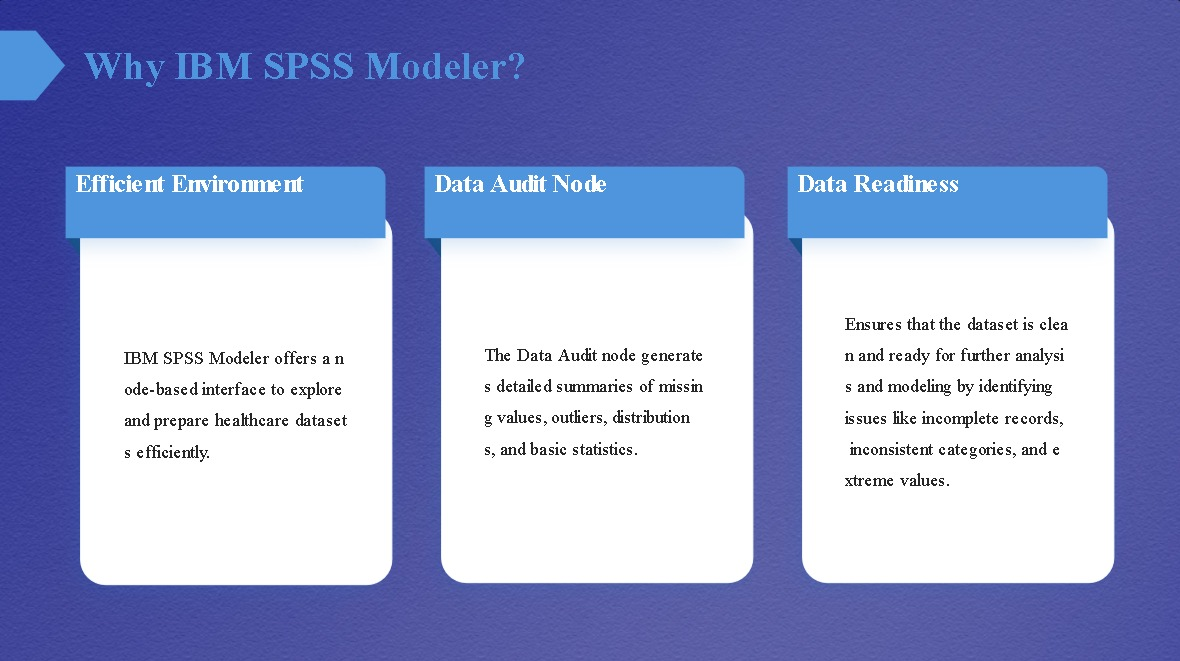 Why IBM SPSS Modeler?
Efficient Environment
IBM SPSS Modeler offers a n
ode-based interface to explore
and prepare healthcare dataset
s efficiently.
Data Audit Node
The Data Audit node generate
s detailed summaries of missin
g values, outliers, distribution
s, and basic statistics.
Data Readiness
Ensures that the dataset is clea
n and ready for further analysi
s and modeling by identifying
issues like incomplete records,
inconsistent categories, and e
xtreme values.